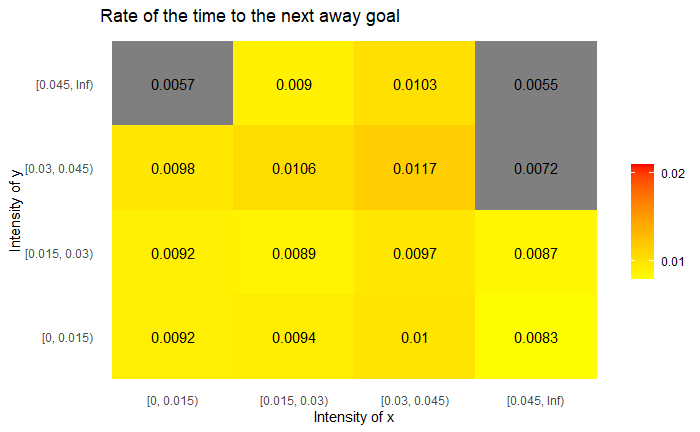 Rate of the time to the next away goal
Intensity of y
[0.045, Inf) 0.0057 0.009 0.0103 0.0055
[0.03, 0.045) 0.0098 0.0106 0.0117 0.0072
[0.015, 0.03) 0.0092 0.0089 0.0097 0.0087
[0, 0.015) 0.0092 0.0094 0.01 0.0083
[0, 0.015) [0.015, 0.03) [0.03, 0.045) [0.045, Inf)
Intensity of x
0.02
0.01